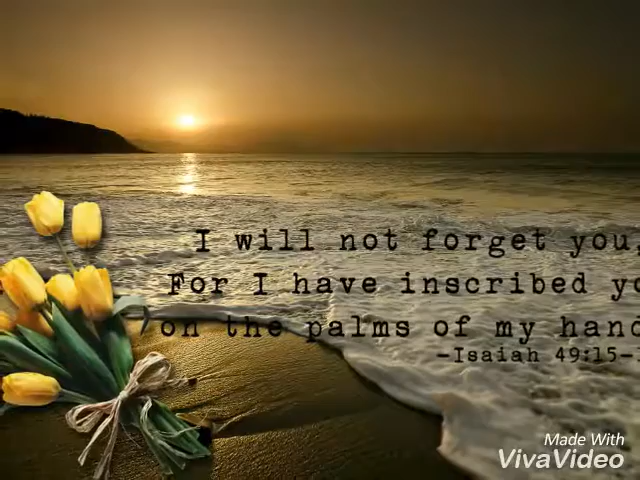 I will not forget you,
For I have inscribed yo
on the palms of my hand
-Isaiah 49:15-1
Made With
VivaVideo